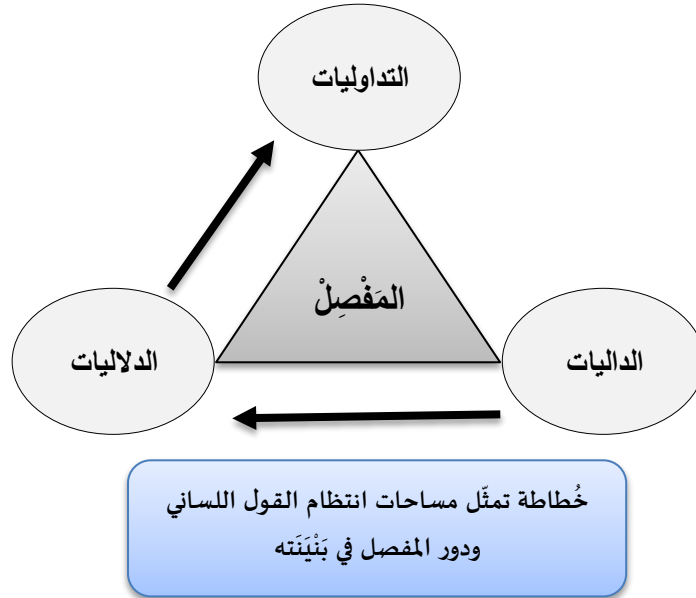 التداوليات
المَفْصِلْ
الداليات
الدلاليات
خُطاطة تمثّل مساحات انتظام القول اللساني
ودور المفصل في بَنْيَنَته